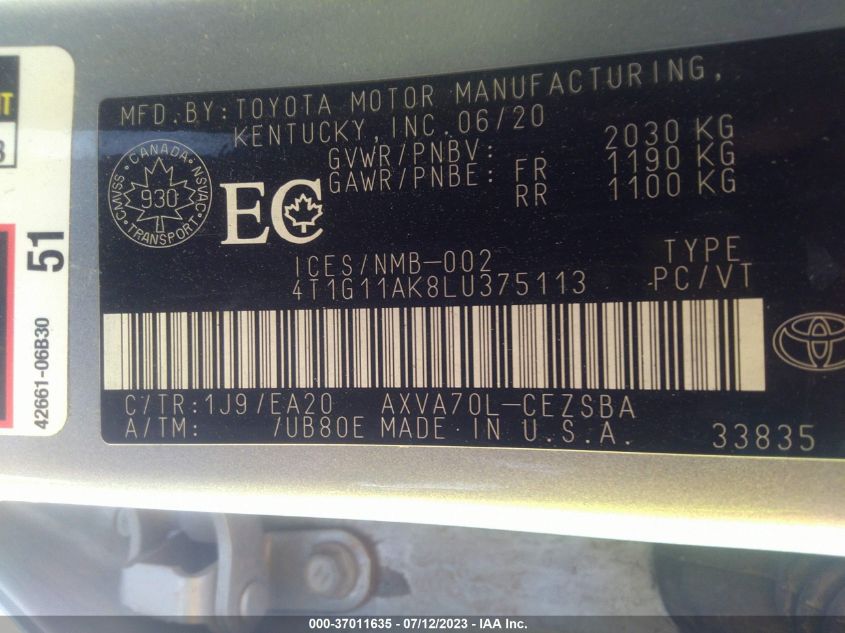 MFD.BY:TOYOTA MOTOR MANUFACTURING,
KENTUCKY, INC. 06/20
GVWR/PNBV: 2030 KG
GAWR/PNBE: FR 1190 KG
RR 1100 KG
CANADA
CMVSS NSVAC
930
TRANSPORT
EC
ICES/NMB-002 TYPE
4T1G11AK8LU375113 PC/VT
C/TR:1J9/EA20 AXVA70L-CEZSBA
A/TM: /UB80E MADE IN U.S.A. 33835
51
42661-06B30
000-37011635 - 07/12/2023 - IAA Inc.